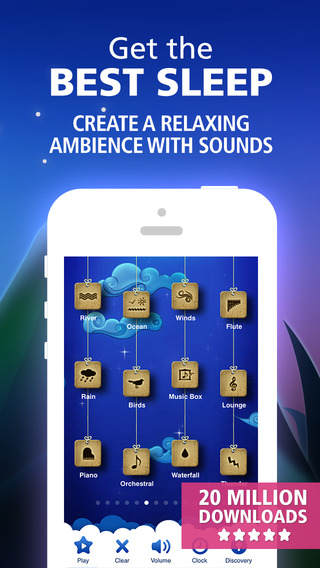 Get the
BEST SLEEP
CREATE A RELAXING
AMBIENCE WITH SOUNDS
River
Ocean
Winds
Flute
Rain
Birds
Music Box
Lounge
Piano
Orchestral
Waterfall
20 MILLION
DOWNLOADS
Play
Clear
Volume
Clock
Discovery